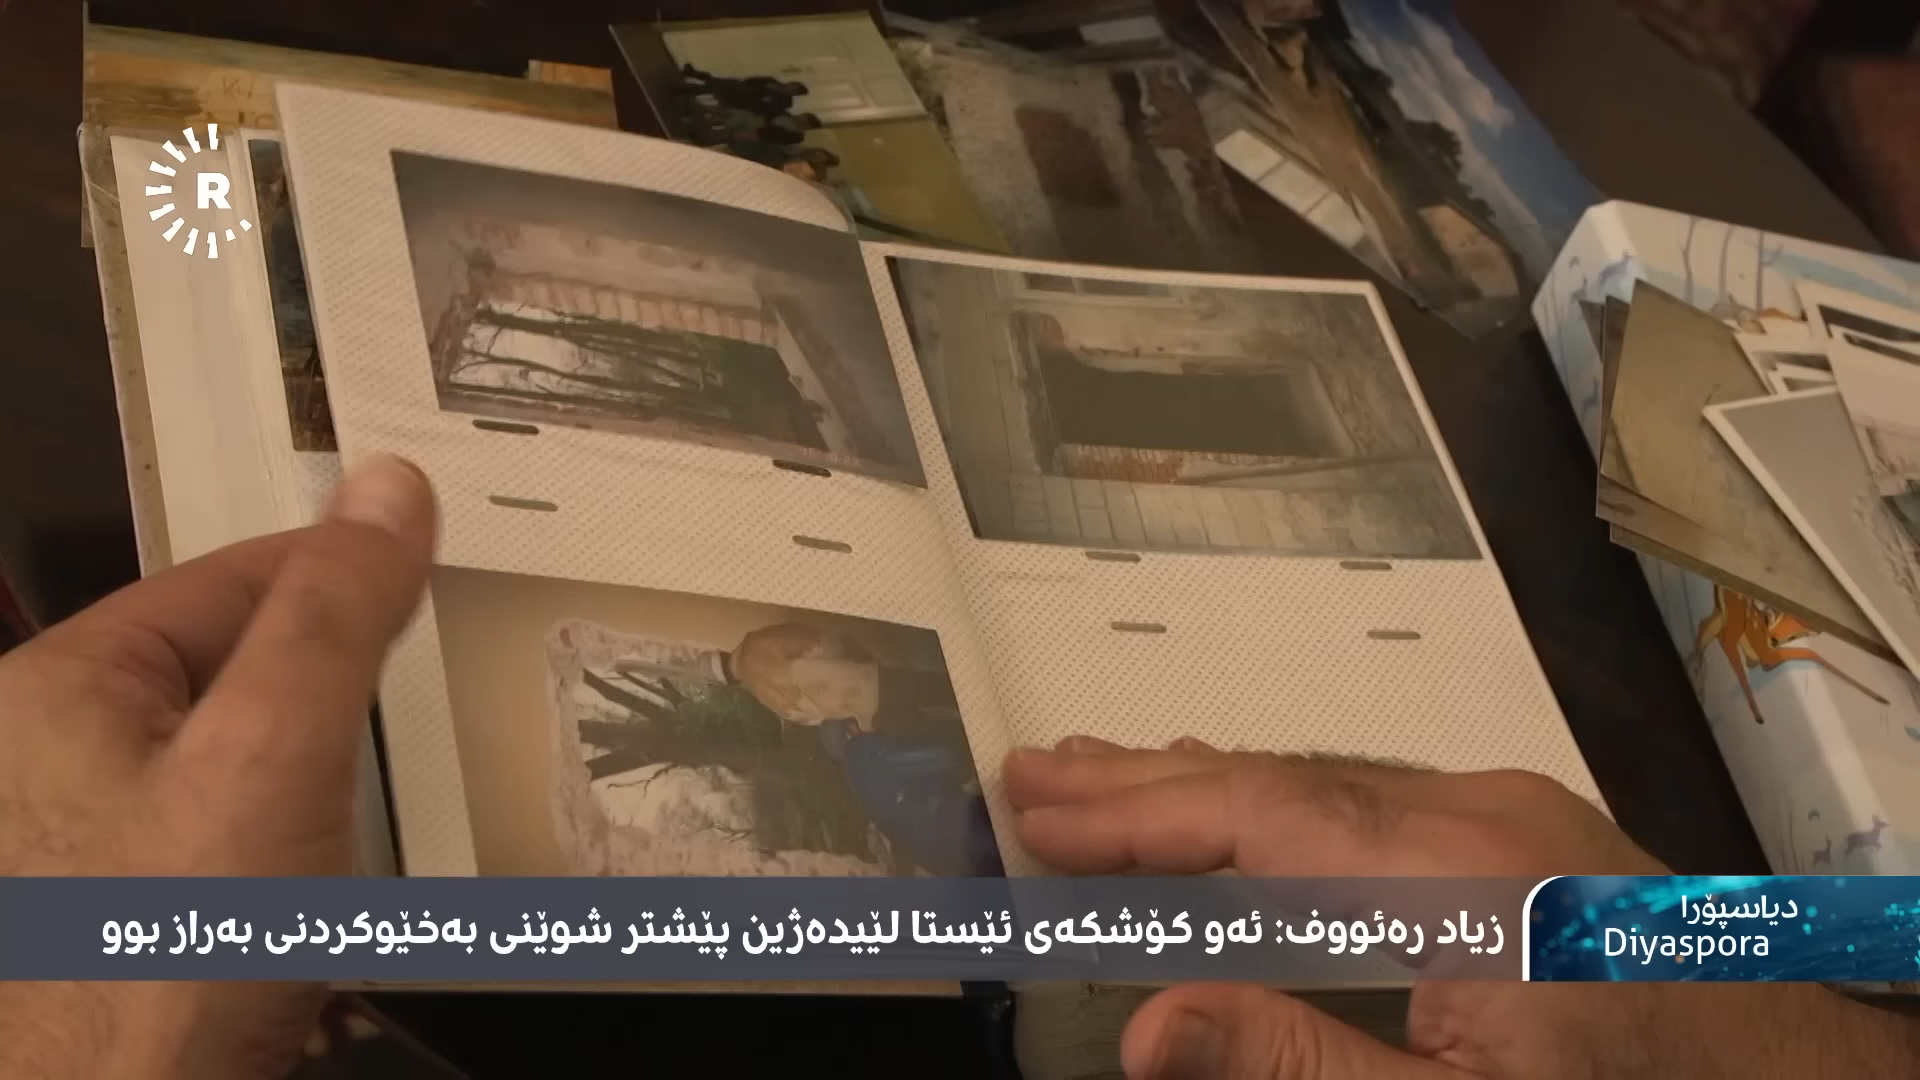 R
زیاد رەئووف: ئەو کۆشکەی ئێستا لێیدەژین پێشتر شوێنی بەخێوکردنی بەراز بوو
دیاسپۆرا
Diyaspora